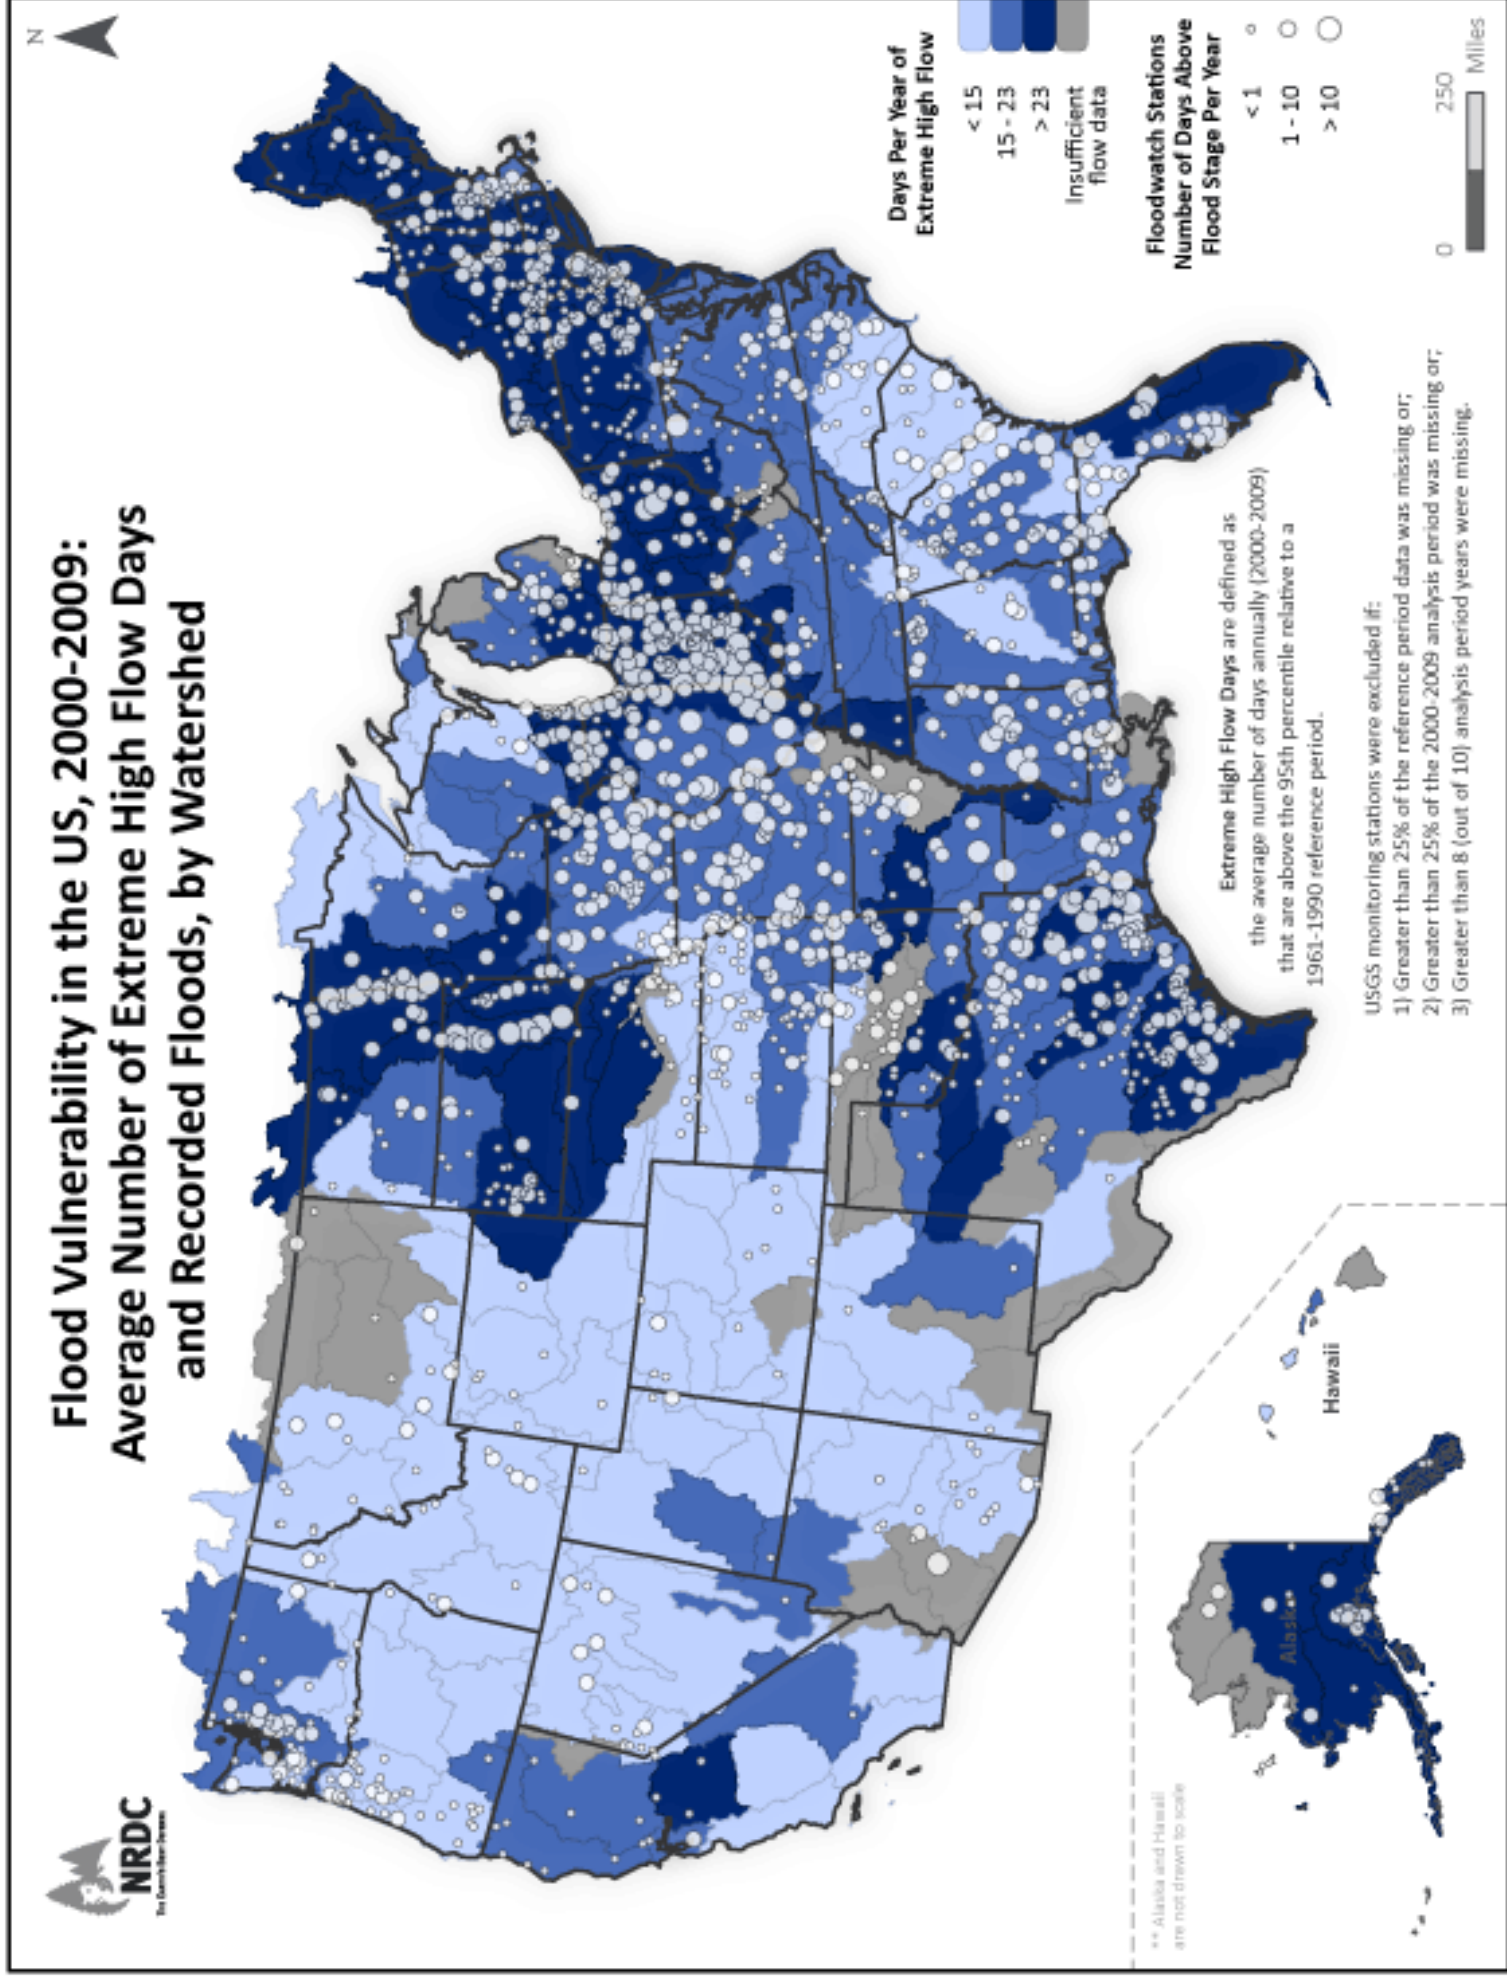 Flood Vulnerability in the US, 2000-2009:
Average Number of Extreme High Flow Days
and Recorded Floods, by Watershed
NRDC
N
Days Per Year of
Extreme High Flow
< 15
15 - 23
> 23
Insufficient
flow data
Floodwatch Stations
Number of Days Above
Flood Stage Per Year
< 1
1 - 10
> 10
0 250
Miles
Extreme High Flow Days are defined as
the average number of days annually (2000-2009)
that are above the 95th percentile relative to a
1961-1990 reference period.
USGS monitoring stations were excluded if:
1) Greater than 25% of the reference period data was missing or;
2) Greater than 25% of the 2000-2009 analysis period was missing or;
3) Greater than 8 (out of 10) analysis period years were missing.
Hawaii
Alaska
** Alaska and Hawaii
are not drawn to scale